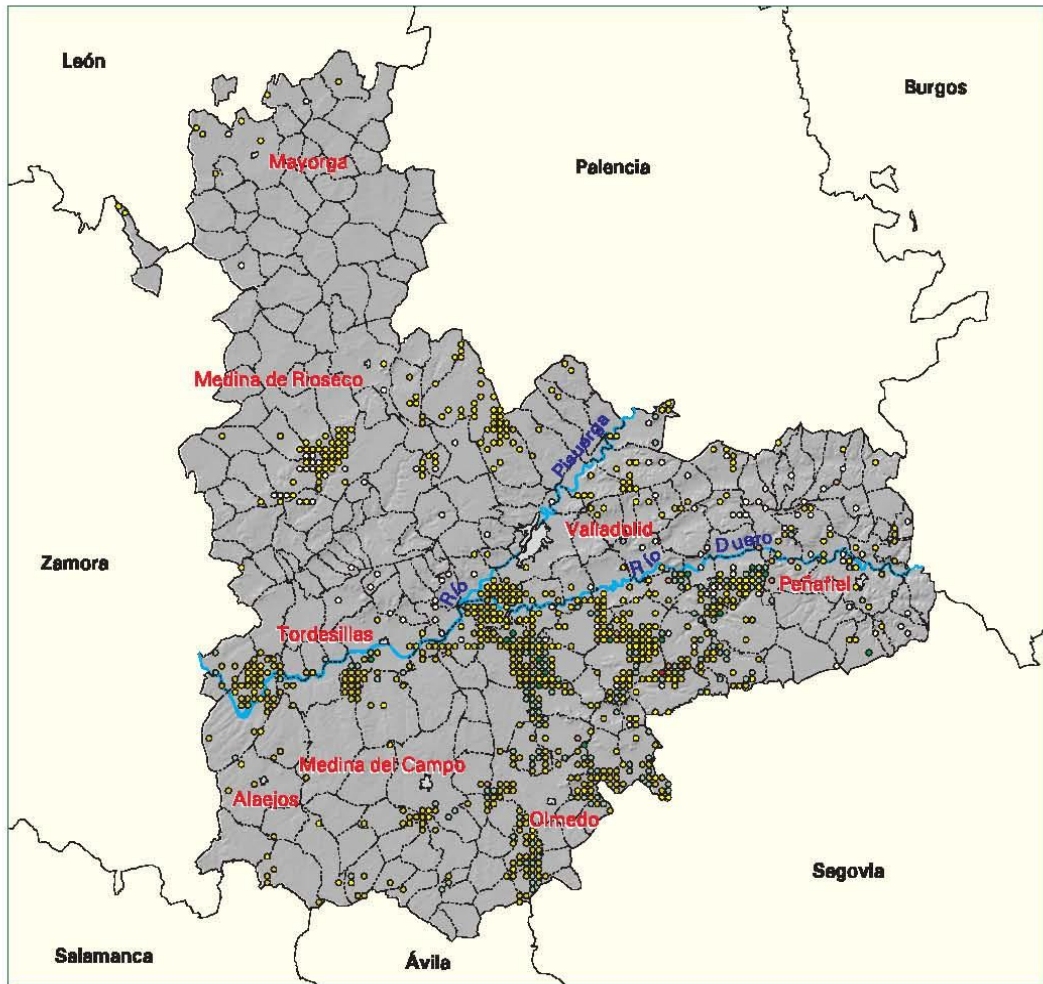 León
Burgos
Mayorga
Palencia
Medina de Rioseco
Pisuerga
Valladolid
Duero
Río
Zamora
Peñafiel
Río
Tordesillas
Medina del Campo
Alaejos
Olmedo
Segovia
Salamanca
Ávila